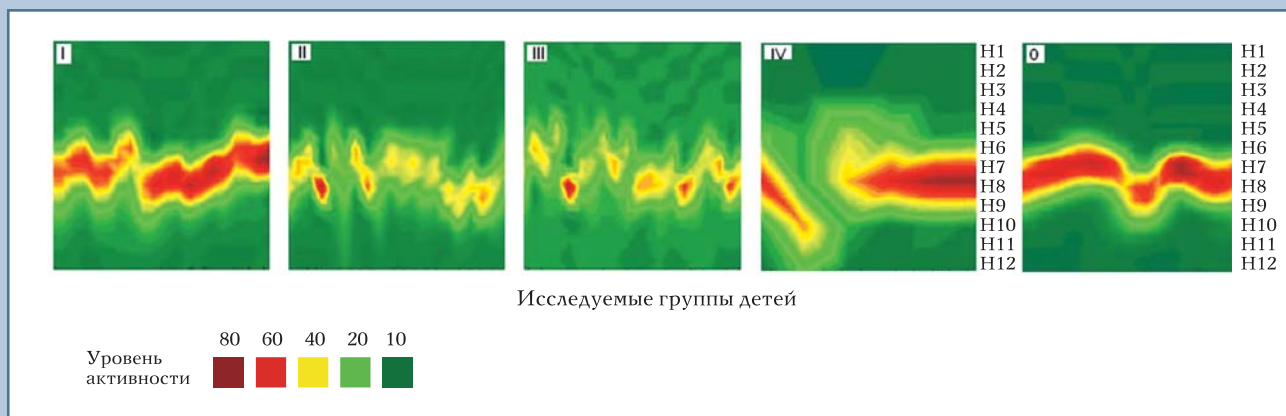 I
II
III
IV
0
H1
H2
H3
H4
H5
H6
H7
H8
H9
H10
H11
H12
H1
H2
H3
H4
H5
H6
H7
H8
H9
H10
H11
H12
Исследуемые группы детей
80 60 40 20 10
Уровень
активности